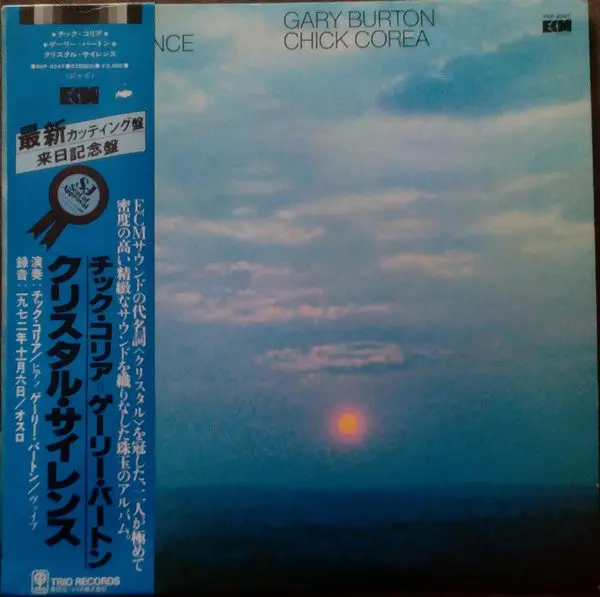 ★チック・コリア★
★ゲーリー・バートン★
クリスタル・サイレンス
ECM
最新カッティング盤
来日記念盤
SJ
Seal of
Approval
ECMサウンドの代名詞〈クリスタル〉を冠した、二人が極めて
密度の高い精緻なサウンドを織りなした珠玉のアルバム。
チック・コリア=ゲーリー・バートン
クリスタル・サイレンス
演奏:チック・コリア/ピアノ ゲーリー・バートン/ヴァイブ
録音:一九七二年十一月六日/オスロ
TRIO RECORDS
NCE
GARY BURTON
CHICK COREA
ECM